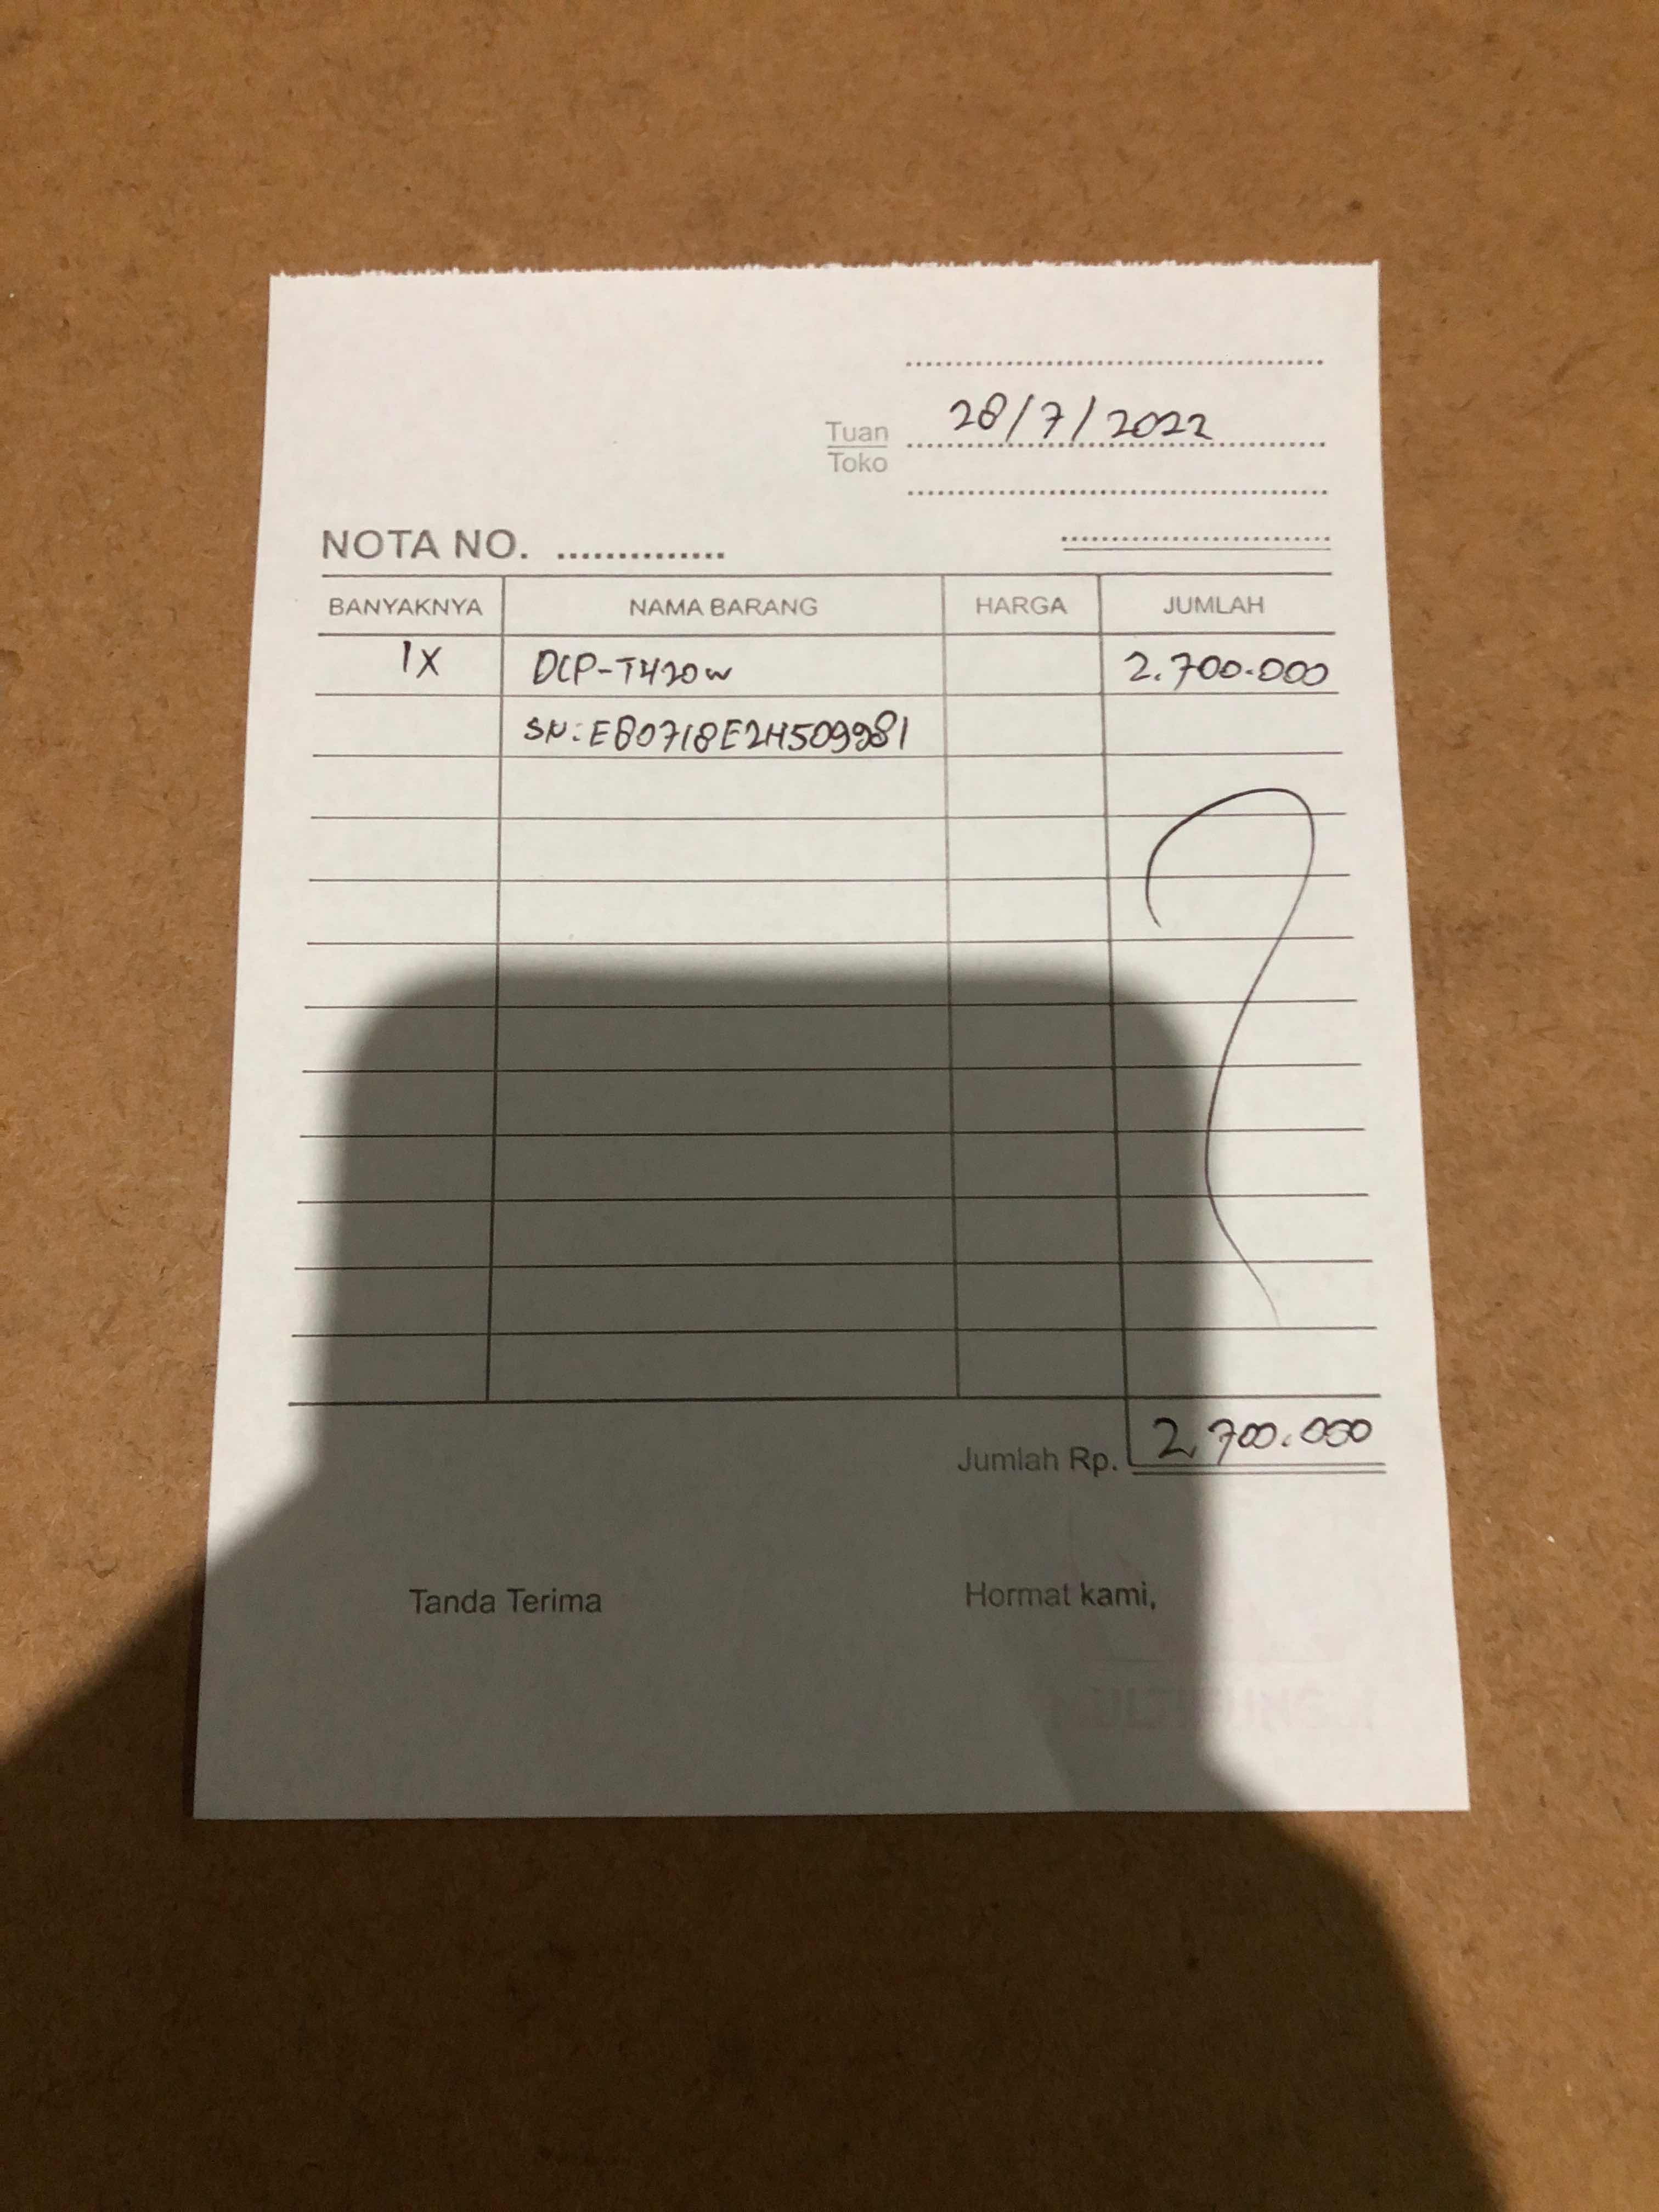 28/7/2022
Tuan
Toko
NOTA NO. ..............
BANYAKNYA NAMA BARANG HARGA JUMLAH
1X DCP-T420W 2.700.000
SN: E80718E2H509981
Jumlah Rp. 2.700.000
Tanda Terima Hormat kami,